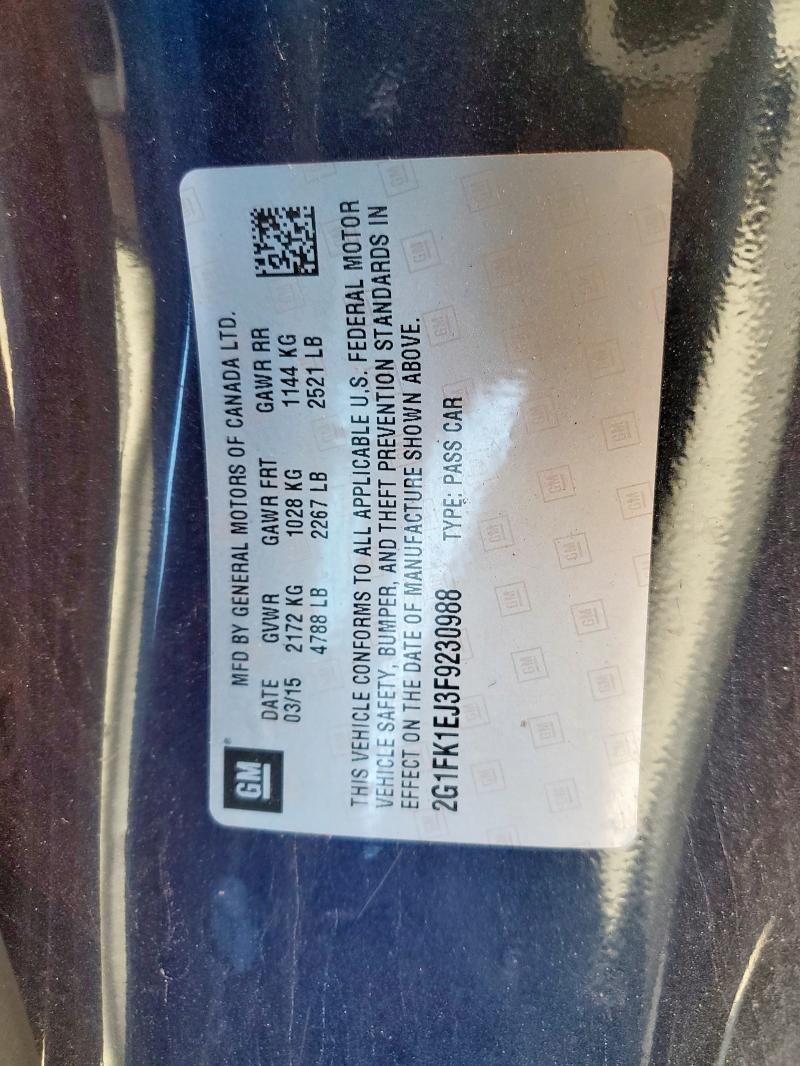 GM
MFD BY GENERAL MOTORS OF CANADA LTD.
DATE GVWR GAWR FRT GAWR RR
03/15 2172 KG 1028 KG 1144 KG
4788 LB 2267 LB 2521 LB
THIS VEHICLE CONFORMS TO ALL APPLICABLE U.S. FEDERAL MOTOR
VEHICLE SAFETY, BUMPER, AND THEFT PREVENTION STANDARDS IN
EFFECT ON THE DATE OF MANUFACTURE SHOWN ABOVE.
2G1FK1EJ3F9230988 TYPE: PASS CAR